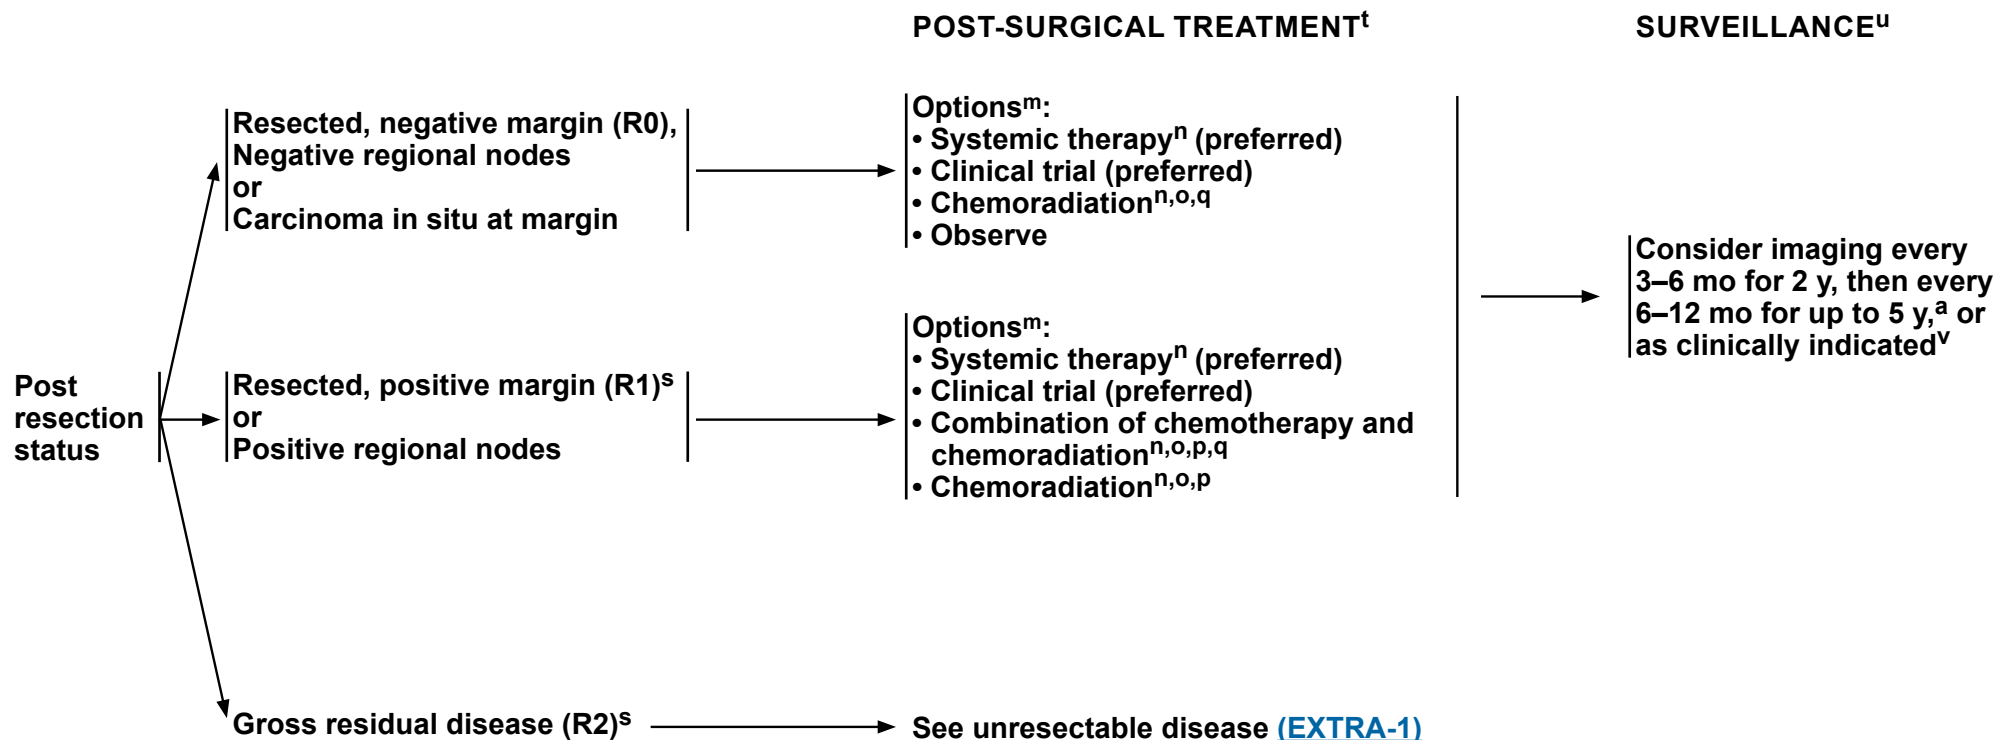 POST-SURGICAL TREATMENTᵗ
SURVEILLANCEᵘ
Post
resection
status
Resected, negative margin (R0),
Negative regional nodes
or
Carcinoma in situ at margin
Options ᵐ:
• Systemic therapyⁿ (preferred)
• Clinical trial (preferred)
• Chemoradiationⁿ,ᵒ,q
• Observe
Resected, positive margin (R1)ˢ
or
Positive regional nodes
Optionsᵐ:
• Systemic therapyⁿ (preferred)
• Clinical trial (preferred)
• Combination of chemotherapy and
chemoradiationⁿ,ᵒ,ᵖ,q
• Chemoradiationⁿ,ᵒ,ᵖ
Consider imaging every
3–6 mo for 2 y, then every
6–12 mo for up to 5 y,ᵃ or
as clinically indicatedᵛ
Gross residual disease (R2)ˢ
See unresectable disease (EXTRA-1)